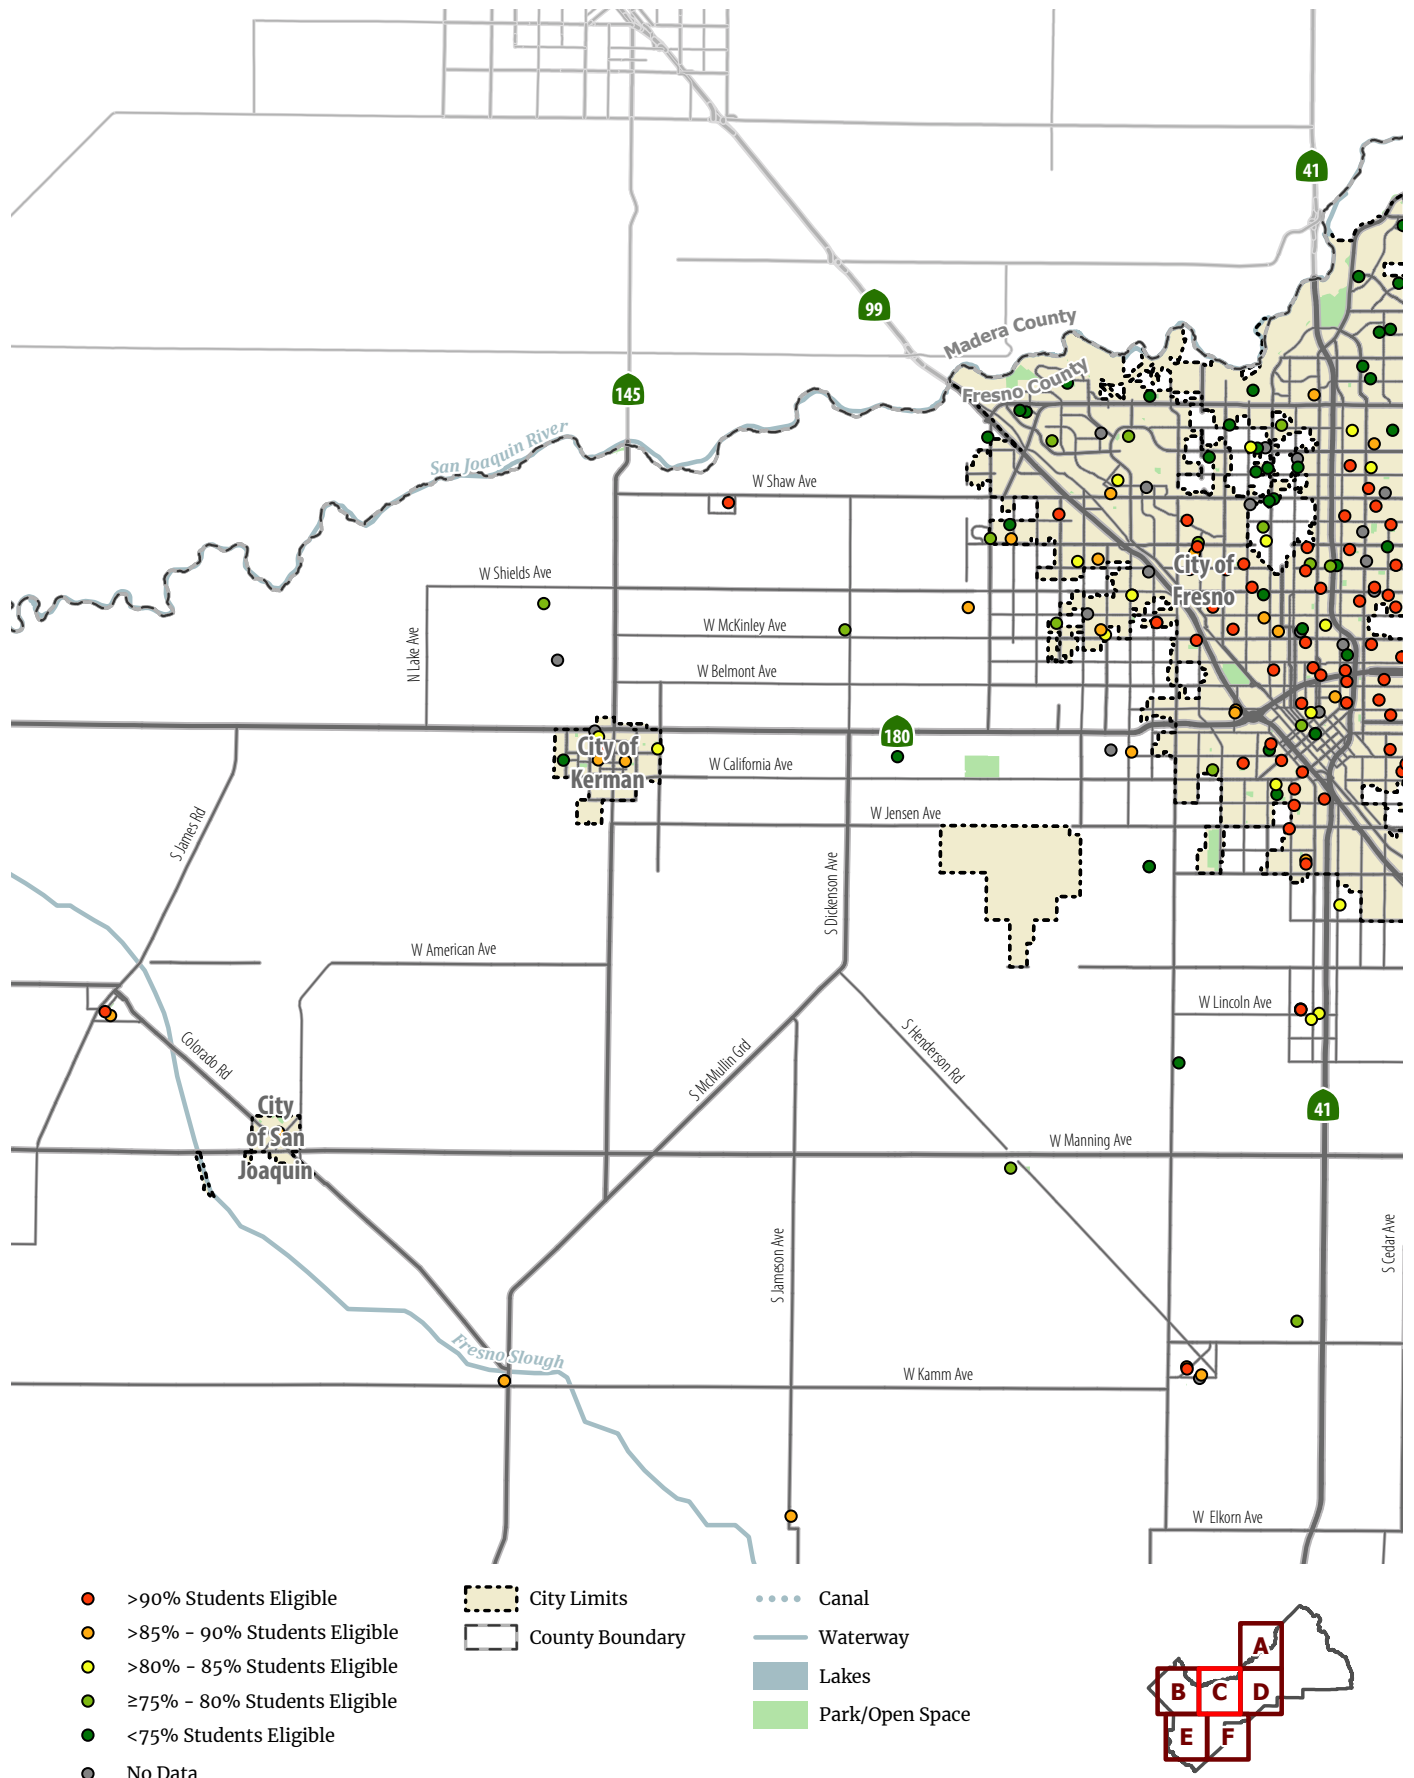 41
99
Madera County
Fresno County
145
San Joaquin River
W Shaw Ave
W Shields Ave
City of
Fresno
N Lake Ave
W McKinley Ave
W Belmont Ave
180
City of
Kerman
W California Ave
W Jensen Ave
S James Rd
S Dickenson Ave
W American Ave
W Lincoln Ave
Colorado Rd
S McMullin Grd
S Henderson Rd
City
of San
Joaquin
41
W Manning Ave
S Jameson Ave
S Cedar Ave
Fresno Slough
W Kamm Ave
W Elkorn Ave
>90% Students Eligible
>85% - 90% Students Eligible
>80% - 85% Students Eligible
≥75% - 80% Students Eligible
<75% Students Eligible
No Data
City Limits
County Boundary
Canal
Waterway
Lakes
Park/Open Space
A
B
C
D
E
F